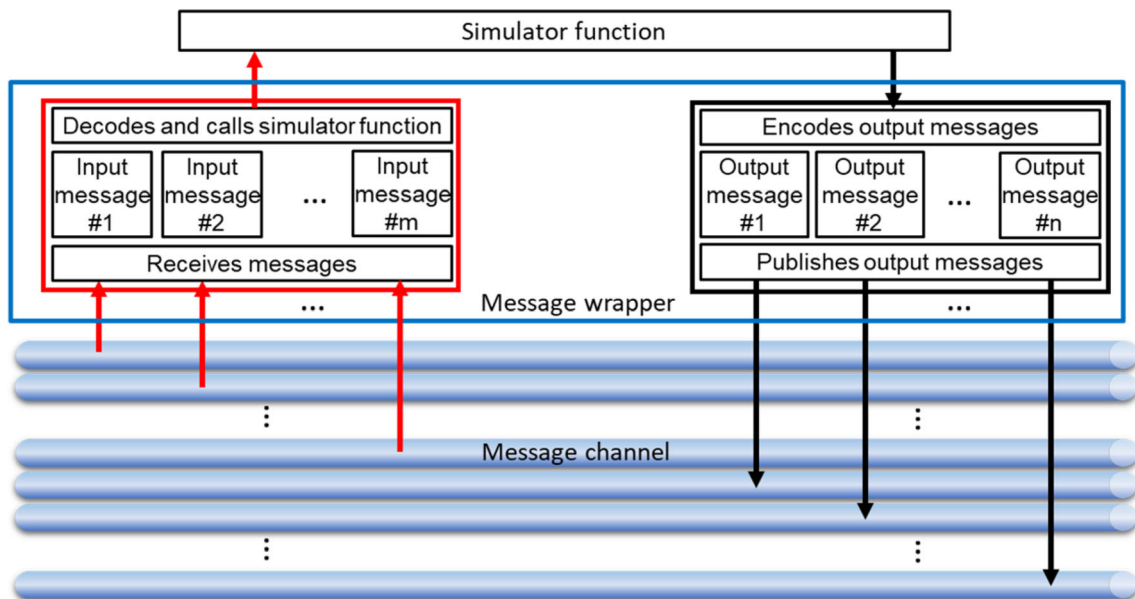 Simulator function
Decodes and calls simulator function
Input
message
#1
Input
message
#2
...
Input
message
#m
Receives messages
Encodes output messages
Output
message
#1
Output
message
#2
...
Output
message
#n
Publishes output messages
...
Message wrapper
...
...
...
Message channel
...
...